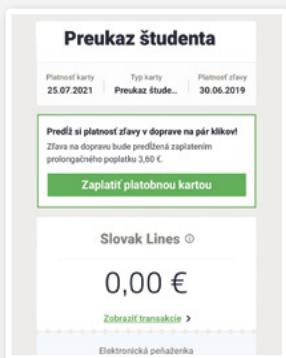 Preukaz študenta
Platnosť karty Typ karty Platnosť zľavy
25.07.2021 Preukaz štude... 30.06.2019
Predĺž si platnosť zľavy v doprave na pár klikov!
Zľava na dopravu bude predĺžená zaplatením
prolongačného poplatku 3,60 €.
Zaplatiť platobnou kartou
Slovak Lines
0,00 €
Zobraziť transakcie >
Elektronická peňaženka